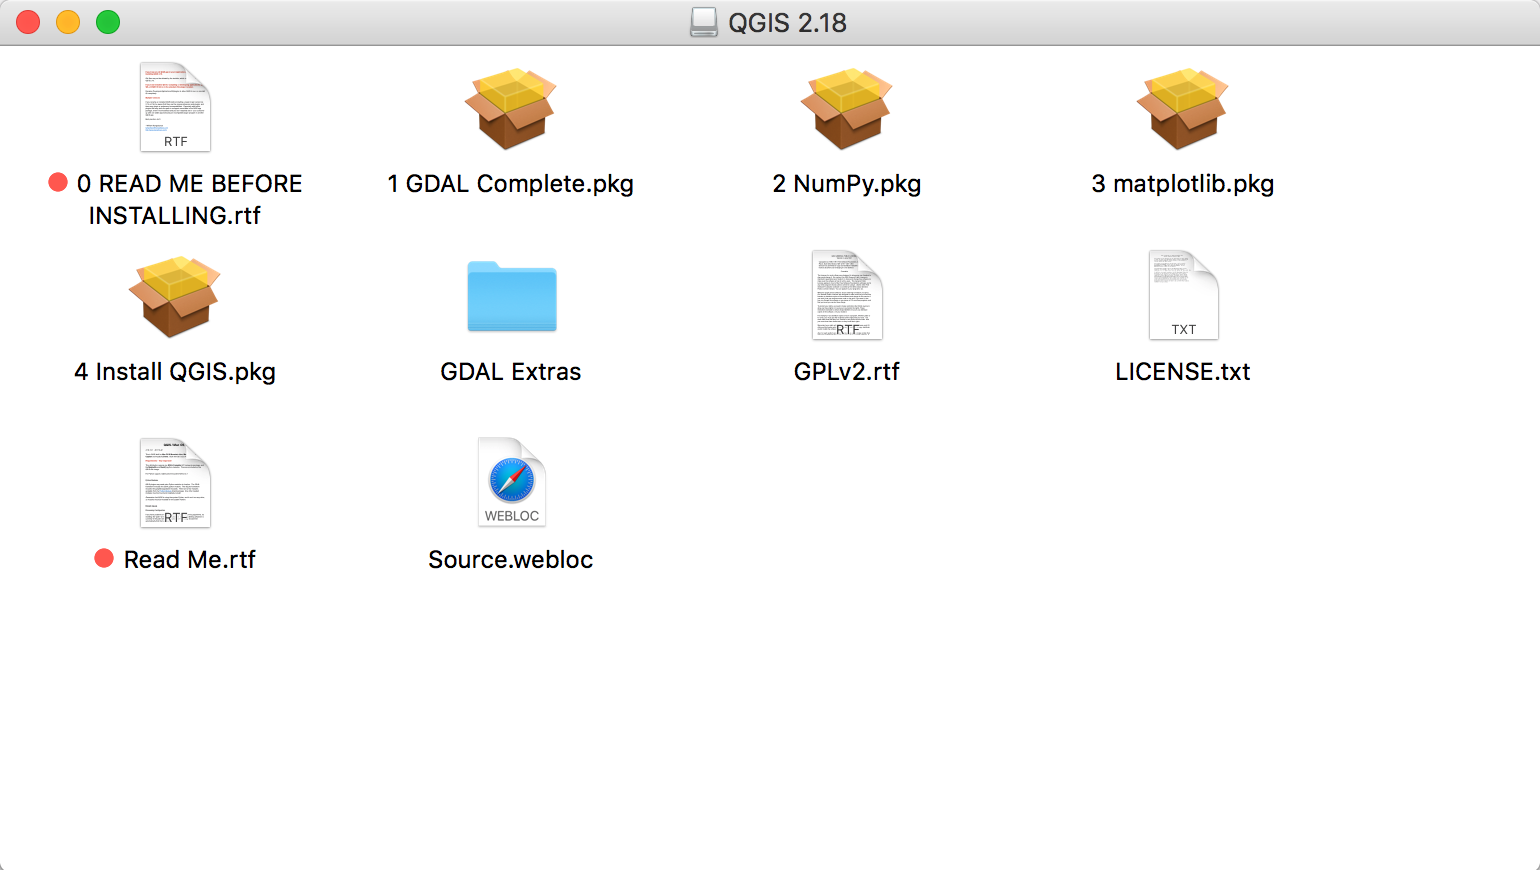 QGIS 2.18
RTF
0 READ ME BEFORE
INSTALLING.rtf
1 GDAL Complete.pkg
2 NumPy.pkg
3 matplotlib.pkg
4 Install QGIS.pkg
GDAL Extras
RTF
GPLv2.rtf
TXT
LICENSE.txt
RTF
Read Me.rtf
WEBLOC
Source.webloc